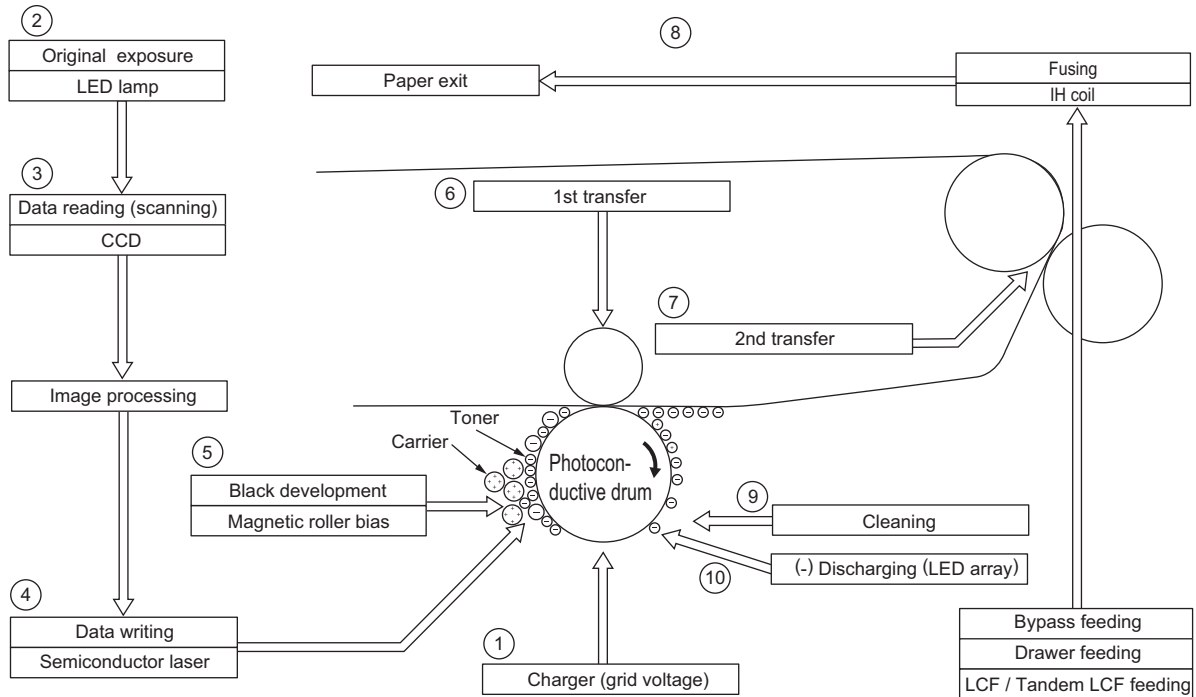 2
Original exposure
LED lamp
3
Data reading (scanning)
CCD
Image processing
4
Data writing
Semiconductor laser
5
Black development
Magnetic roller bias
Carrier
Toner
8
Paper exit
Fusing
IH coil
6
1st transfer
7
2nd transfer
Photocon-
ductive drum
9
Cleaning
10
(-) Discharging (LED array)
1
Charger (grid voltage)
Bypass feeding
Drawer feeding
LCF / Tandem LCF feeding